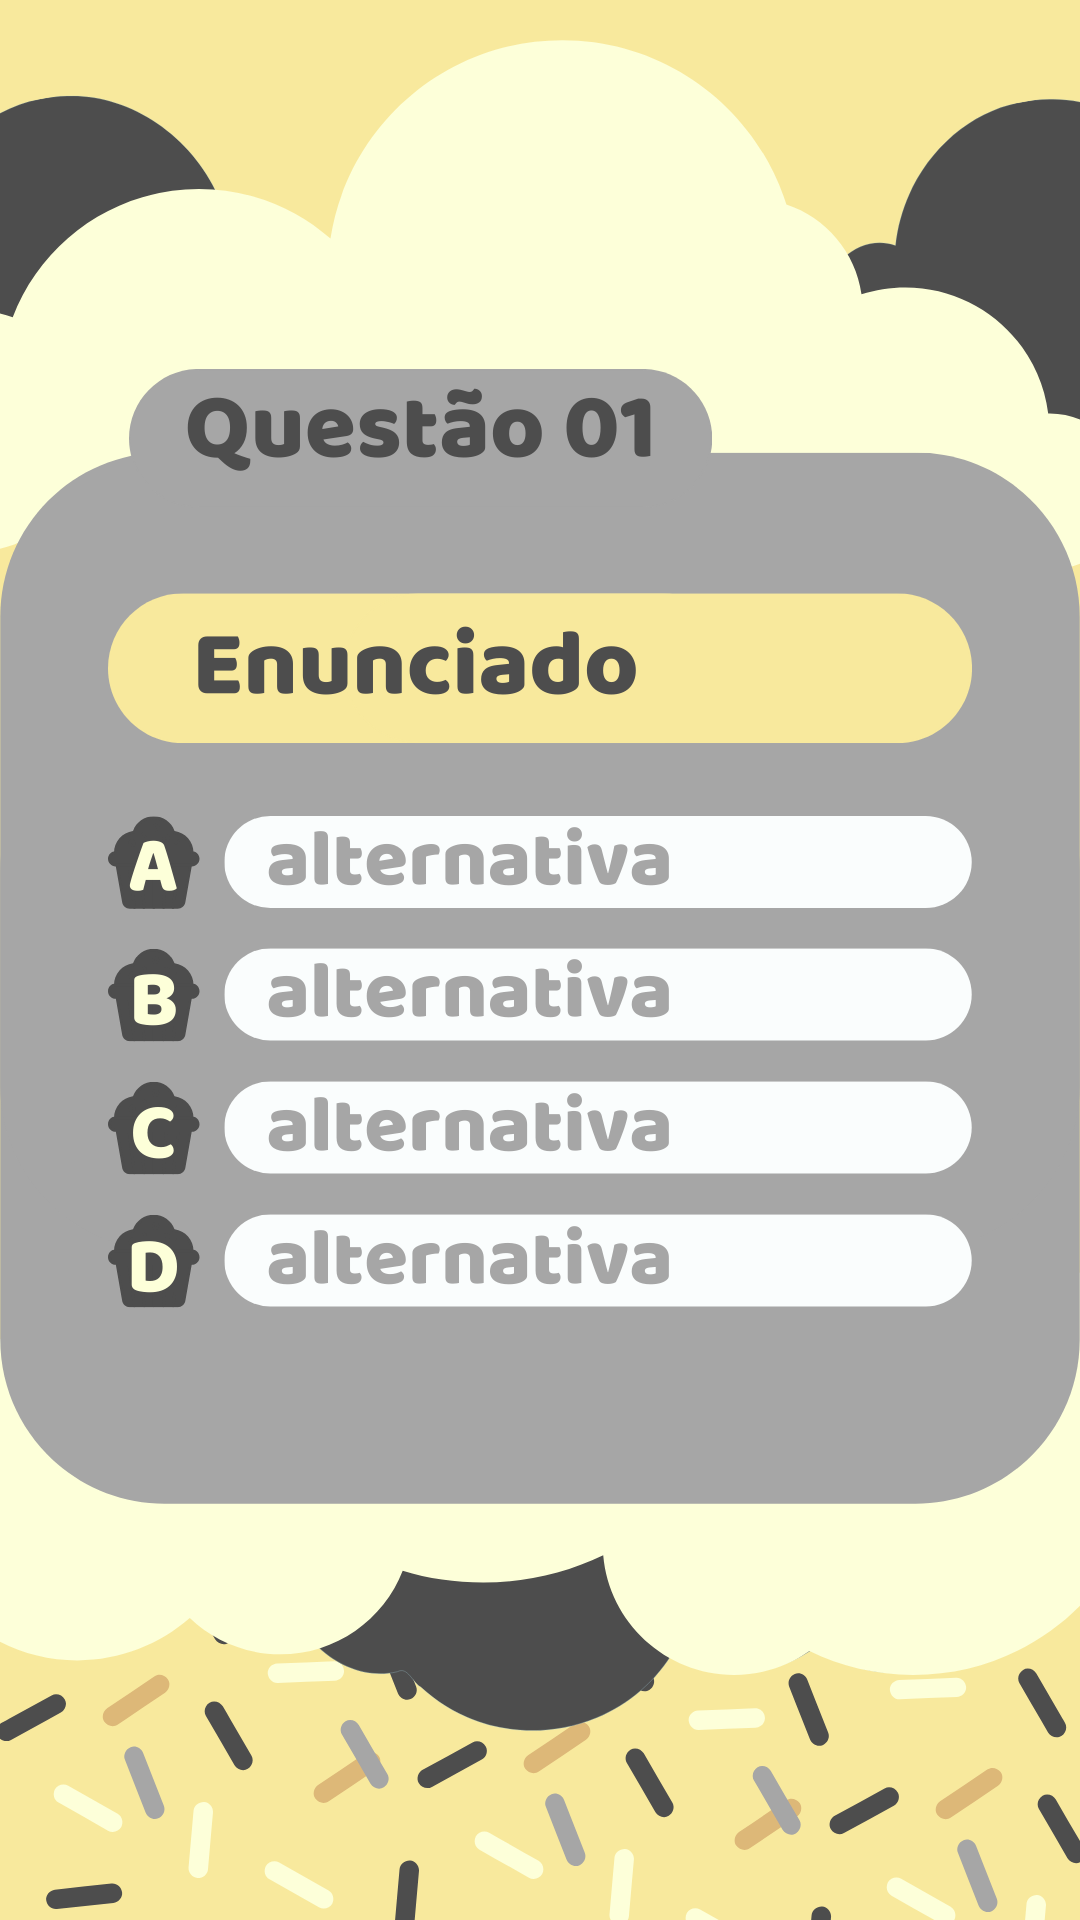 Questão 01
Enunciado
A alternativa
B alternativa
C alternativa
D alternativa